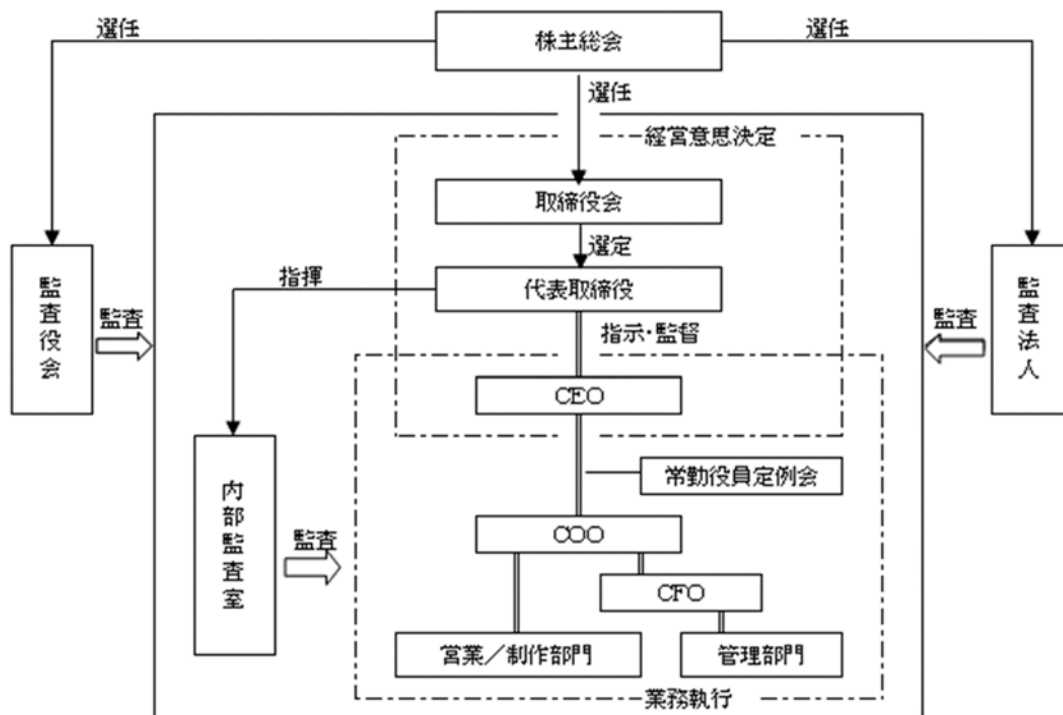 選任
株主総会
選任
選任
経営意思決定
取締役会
選定
指揮
代表取締役
監査役会
監査
指示・監督
監査
監査法人
CEO
常勤役員定例会
内部監査室
監査
COO
CFO
営業／制作部門
管理部門
業務執行